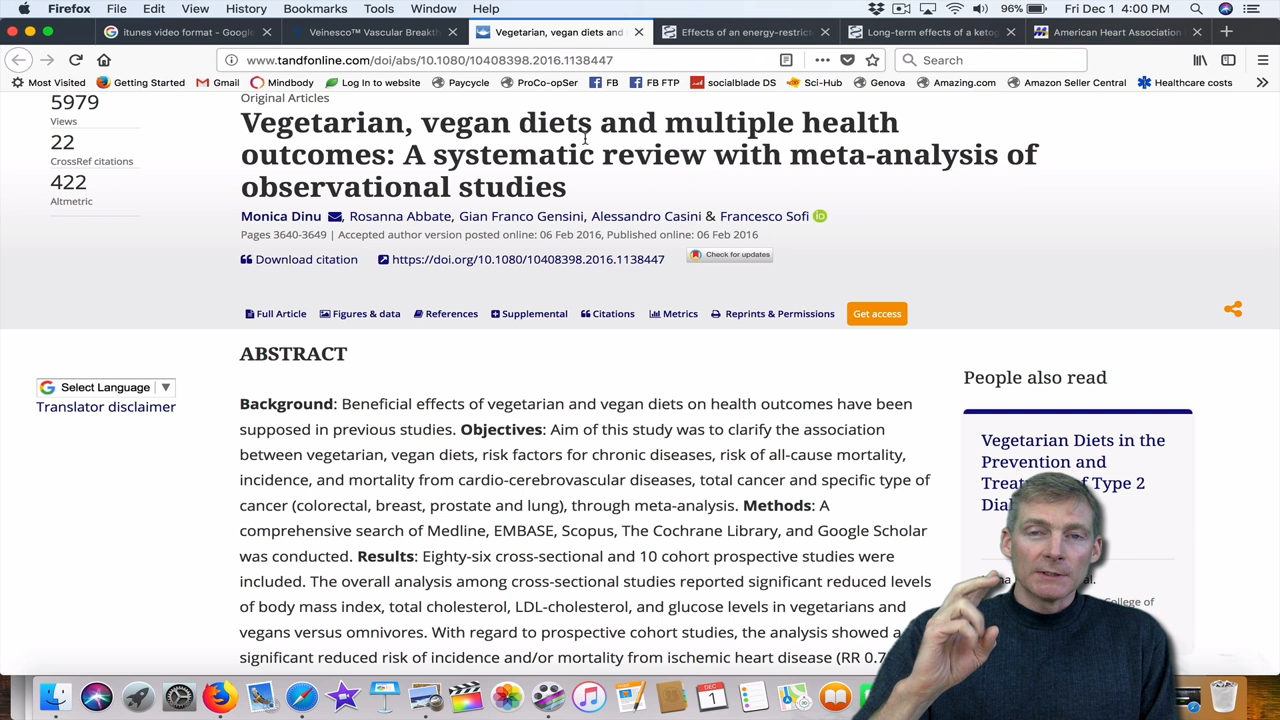 Firefox File Edit View History Bookmarks Tools Window Help 96% Fri Dec 1 4:00 PM
itunes video format - Google
Veinesco™ Vascular Breakth
Vegetarian, vegan diets and
Effects of an energy-restrict
Long-term effects of a ketog
American Heart Association
www.tandfonline.com/doi/abs/10.1080/10408398.2016.1138447
Search
Most Visited Getting Started Gmail Mindbody Log In to website Paycycle ProCo-opSer FB FB FTP socialblade DS Sci-Hub Genova Amazing.com Amazon Seller Central Healthcare costs
5979
Views
22
CrossRef citations
422
Altmetric
Original Articles
Vegetarian, vegan diets and multiple health
outcomes: A systematic review with meta-analysis of
observational studies
Monica Dinu , Rosanna Abbate, Gian Franco Gensini, Alessandro Casini & Francesco Sofi
Pages 3640-3649 | Accepted author version posted online: 06 Feb 2016, Published online: 06 Feb 2016
Download citation https://doi.org/10.1080/10408398.2016.1138447 Check for updates
Full Article Figures & data References Supplemental Citations Metrics Reprints & Permissions Get access
Select Language
Translator disclaimer
ABSTRACT
Background: Beneficial effects of vegetarian and vegan diets on health outcomes have been
supposed in previous studies. Objectives: Aim of this study was to clarify the association
between vegetarian, vegan diets, risk factors for chronic diseases, risk of all-cause mortality,
incidence, and mortality from cardio-cerebrovascular diseases, total cancer and specific type of
cancer (colorectal, breast, prostate and lung), through meta-analysis. Methods: A
comprehensive search of Medline, EMBASE, Scopus, The Cochrane Library, and Google Scholar
was conducted. Results: Eighty-six cross-sectional and 10 cohort prospective studies were
included. The overall analysis among cross-sectional studies reported significant reduced levels
of body mass index, total cholesterol, LDL-cholesterol, and glucose levels in vegetarians and
vegans versus omnivores. With regard to prospective cohort studies, the analysis showed a
significant reduced risk of incidence and/or mortality from ischemic heart disease (RR 0.7
People also read
Vegetarian Diets in the
Prevention and
of Type 2
al.
College of
DEC
1